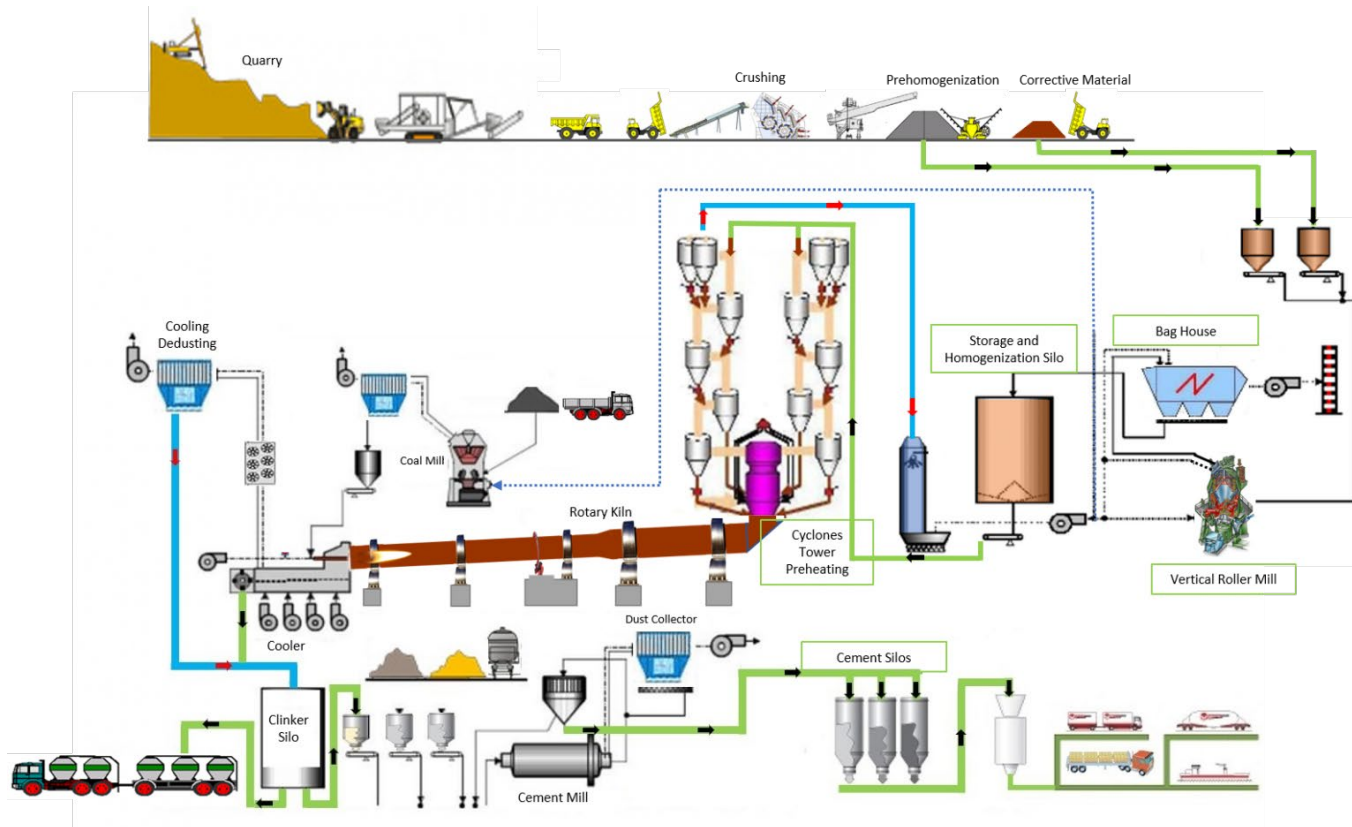 Quarry
Crushing
Prehomogenization
Corrective Material
Cooling
Dedusting
Coal Mill
Storage and
Homogenization Silo
Bag House
Rotary Kiln
Cyclones
Tower
Preheating
Vertical Roller Mill
Cooler
Dust Collector
Cement Silos
Clinker
Silo
Cement Mill